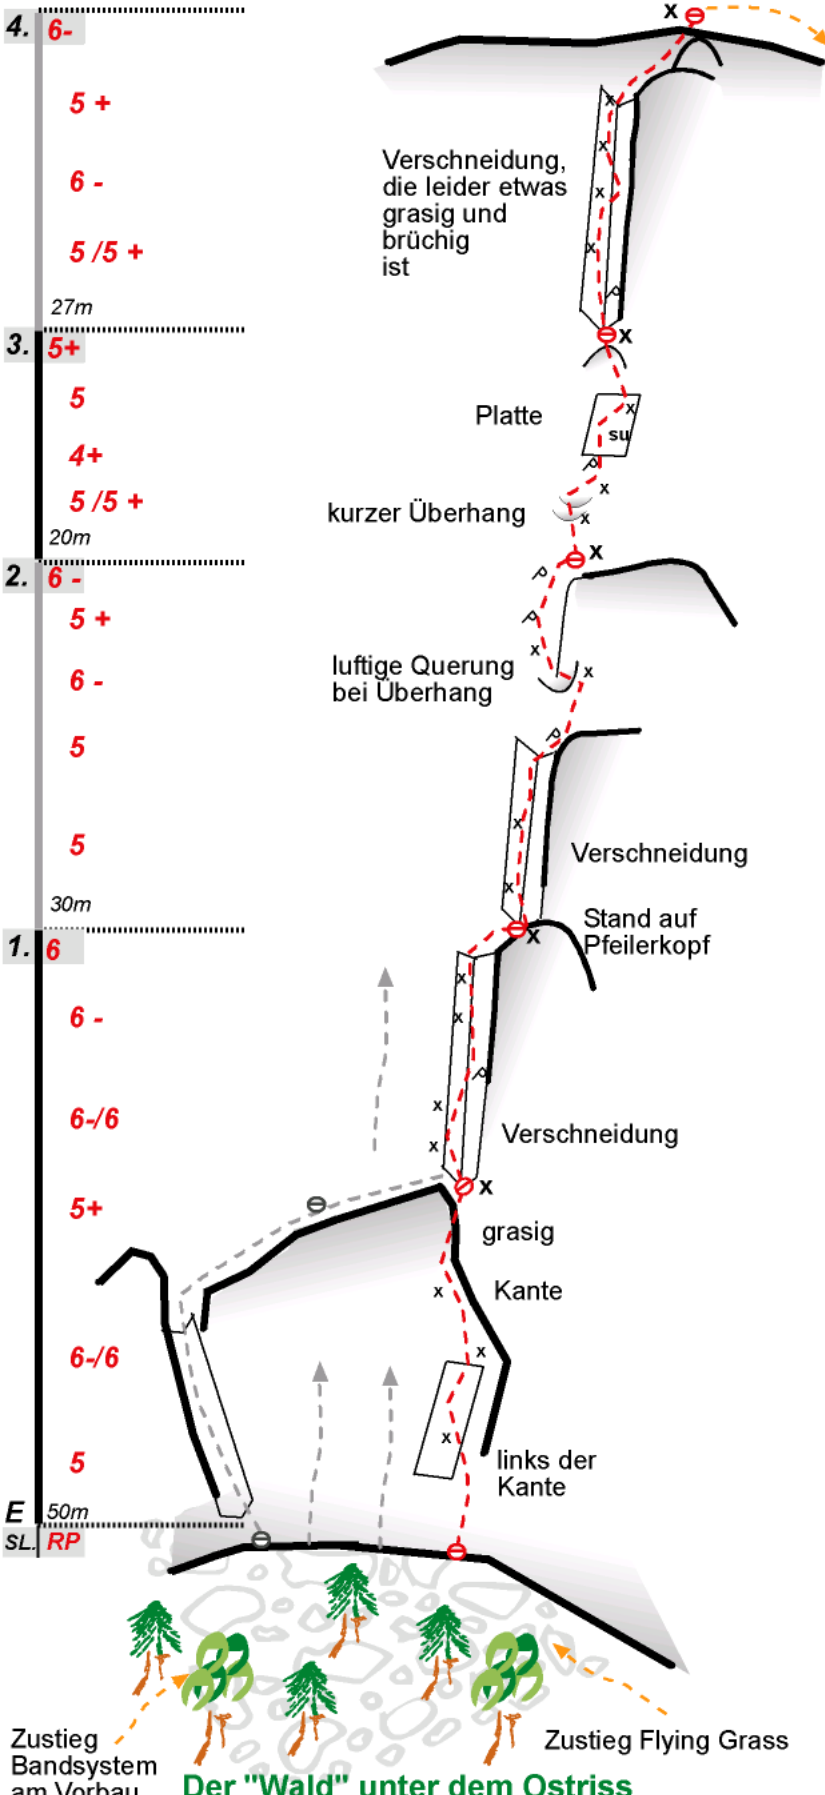 4. 6-
x
5 +
Verschneidung,
die leider etwas
grasig und
brüchig
ist
6 -
5 /5 +
27m
3. 5+
x
5
Platte
su
4+
5 /5 +
kurzer Überhang
20m
x
2. 6 -
5 +
luftige Querung
bei Überhang
6 -
5
5
Verschneidung
30m
Stand auf
Pfeilerkopf
x
1. 6
6 -
6-/6
Verschneidung
x
5+
grasig
Kante
6-/6
5
links der
Kante
E 50m
SL. RP
Zustieg
Bandsystem
am Vorbau
Zustieg Flying Grass
Der "Wald" unter dem Ostriss